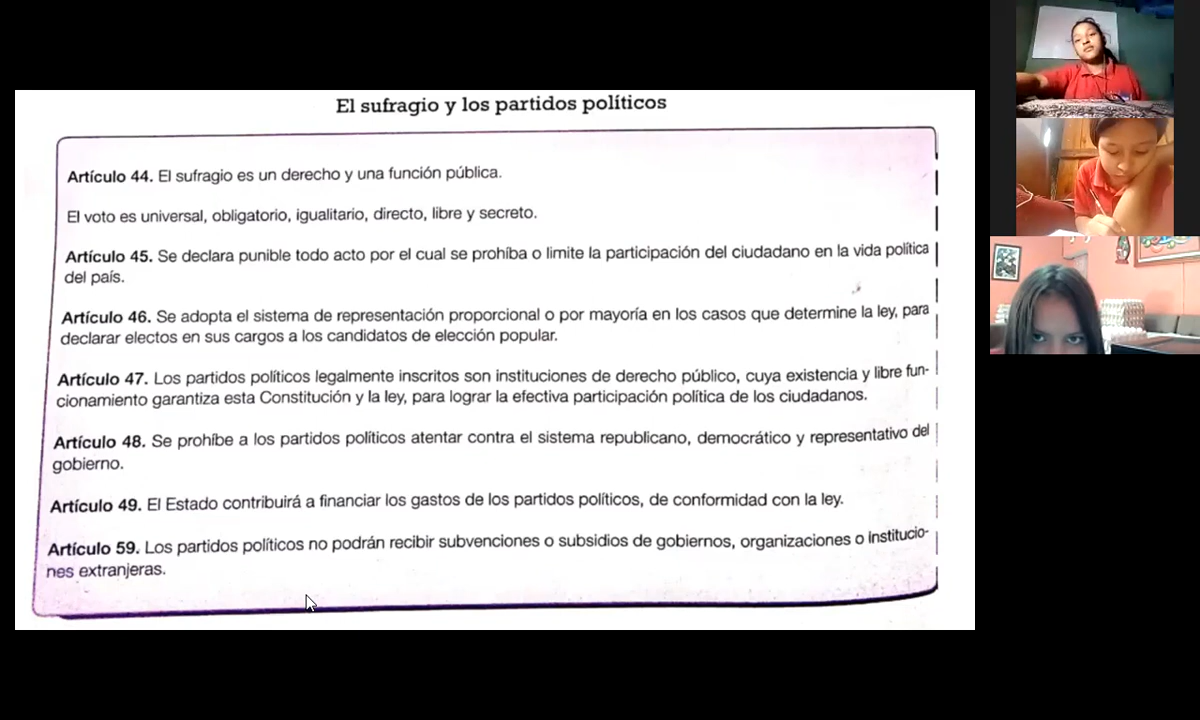 El sufragio y los partidos políticos
Artículo 44. El sufragio es un derecho y una función pública.
El voto es universal, obligatorio, igualitario, directo, libre y secreto.
Artículo 45. Se declara punible todo acto por el cual se prohíba o limite la participación del ciudadano en la vida política
del país.
Artículo 46. Se adopta el sistema de representación proporcional o por mayoría en los casos que determine la ley, para
declarar electos en sus cargos a los candidatos de elección popular.
Artículo 47. Los partidos políticos legalmente inscritos son instituciones de derecho público, cuya existencia y libre fun-
cionamiento garantiza esta Constitución y la ley, para lograr la efectiva participación política de los ciudadanos.
Artículo 48. Se prohíbe a los partidos políticos atentar contra el sistema republicano, democrático y representativo del
gobierno.
Artículo 49. El Estado contribuirá a financiar los gastos de los partidos políticos, de conformidad con la ley.
Artículo 59. Los partidos políticos no podrán recibir subvenciones o subsidios de gobiernos, organizaciones o institucio-
nes extranjeras.